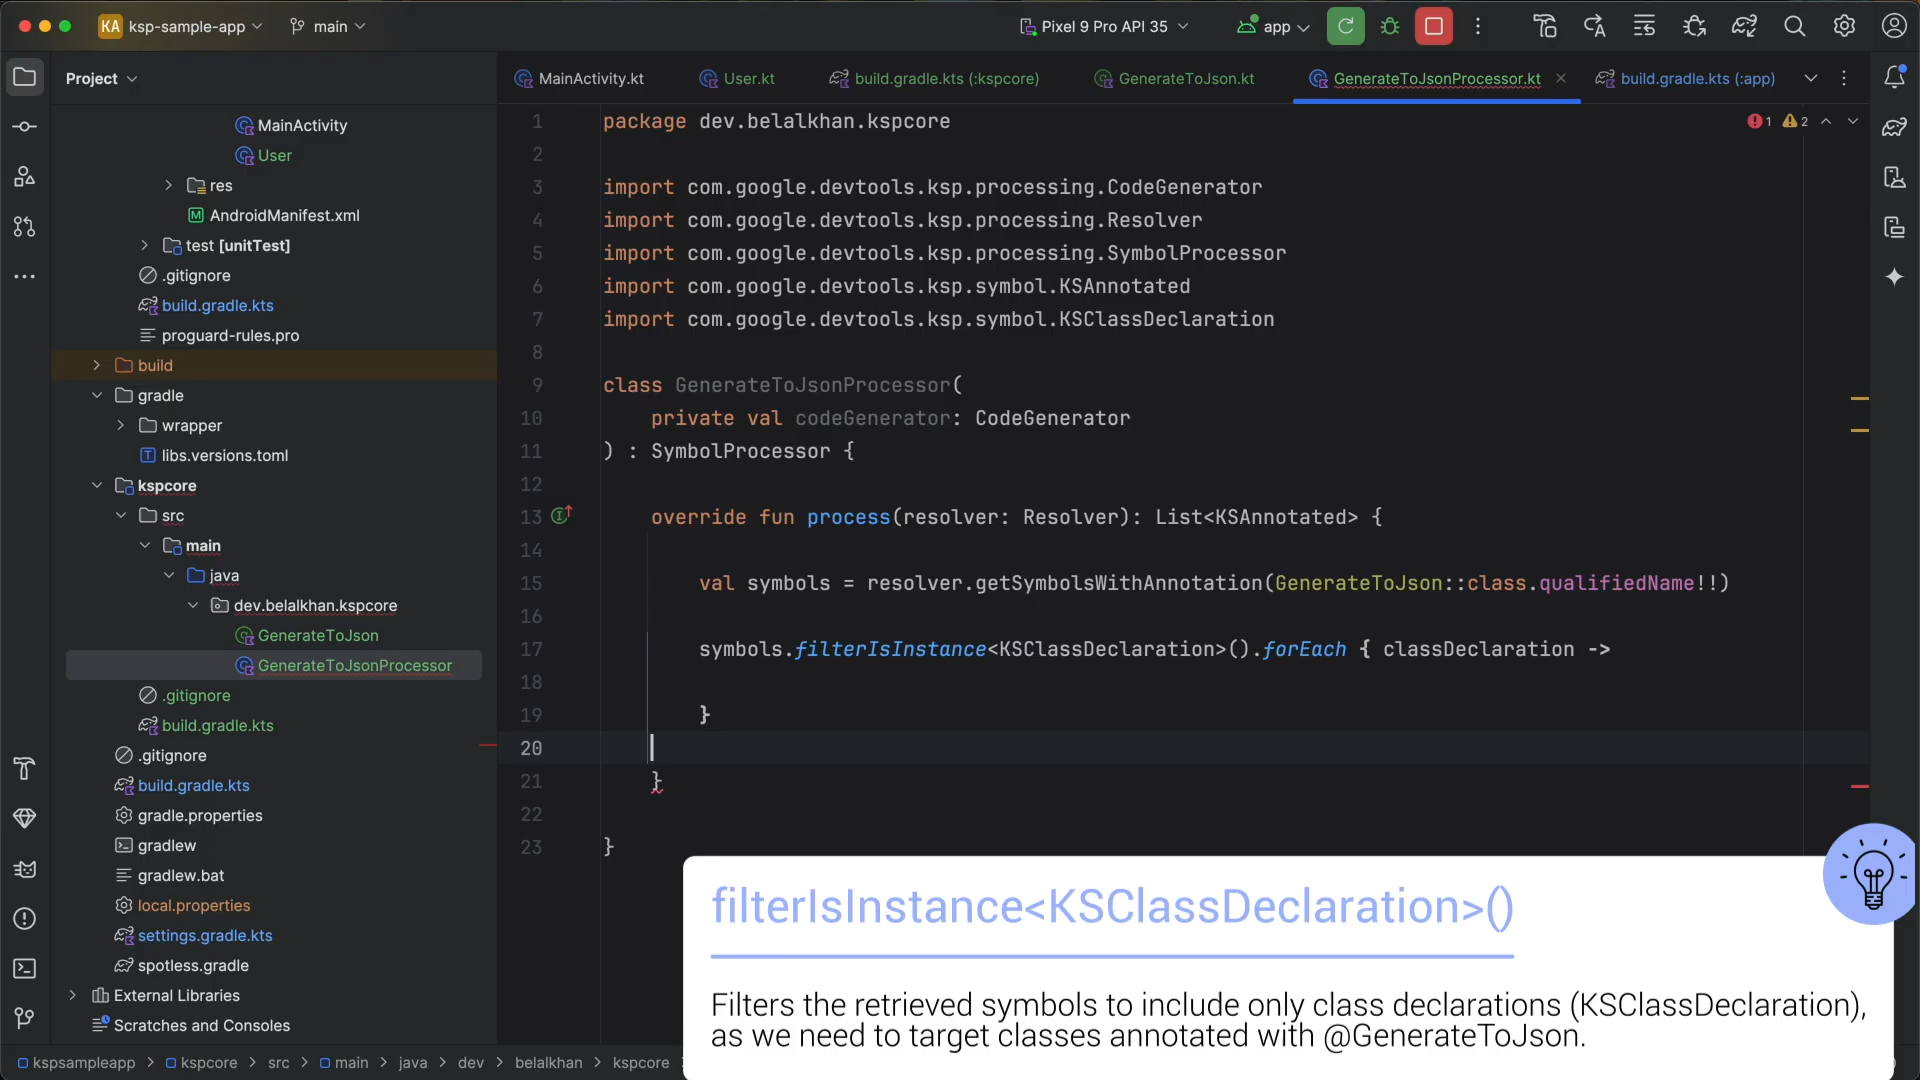 KA ksp-sample-app main Pixel 9 Pro API 35 app
Project
MainActivity.kt User.kt build.gradle.kts (:kspcore) GenerateToJson.kt GenerateToJsonProcessor.kt build.gradle.kts (:app)
MainActivity
User
res
AndroidManifest.xml
test [unitTest]
.gitignore
build.gradle.kts
proguard-rules.pro
build
gradle
wrapper
libs.versions.toml
kspcore
src
main
java
dev.belalkhan.kspcore
GenerateToJson
GenerateToJsonProcessor
.gitignore
build.gradle.kts
.gitignore
build.gradle.kts
gradle.properties
gradlew
gradlew.bat
local.properties
settings.gradle.kts
spotless.gradle
External Libraries
Scratches and Consoles
1 package dev.belalkhan.kspcore
1 2
2
3 import com.google.devtools.ksp.processing.CodeGenerator
4 import com.google.devtools.ksp.processing.Resolver
5 import com.google.devtools.ksp.processing.SymbolProcessor
6 import com.google.devtools.ksp.symbol.KSAnnotated
7 import com.google.devtools.ksp.symbol.KSClassDeclaration
8
9 class GenerateToJsonProcessor(
10 private val codeGenerator: CodeGenerator
11 ) : SymbolProcessor {
12
13 override fun process(resolver: Resolver): List<KSAnnotated> {
14
15 val symbols = resolver.getSymbolsWithAnnotation(GenerateToJson::class.qualifiedName!!)
16
17 symbols.filterIsInstance<KSClassDeclaration>().forEach { classDeclaration ->
18
19 }
20
21 }
22
23 }
filterIsInstance<KSClassDeclaration>()
Filters the retrieved symbols to include only class declarations (KSClassDeclaration),
as we need to target classes annotated with @GenerateToJson.
kspsampleapp > kspcore > src > main > java > dev > belalkhan > kspcore